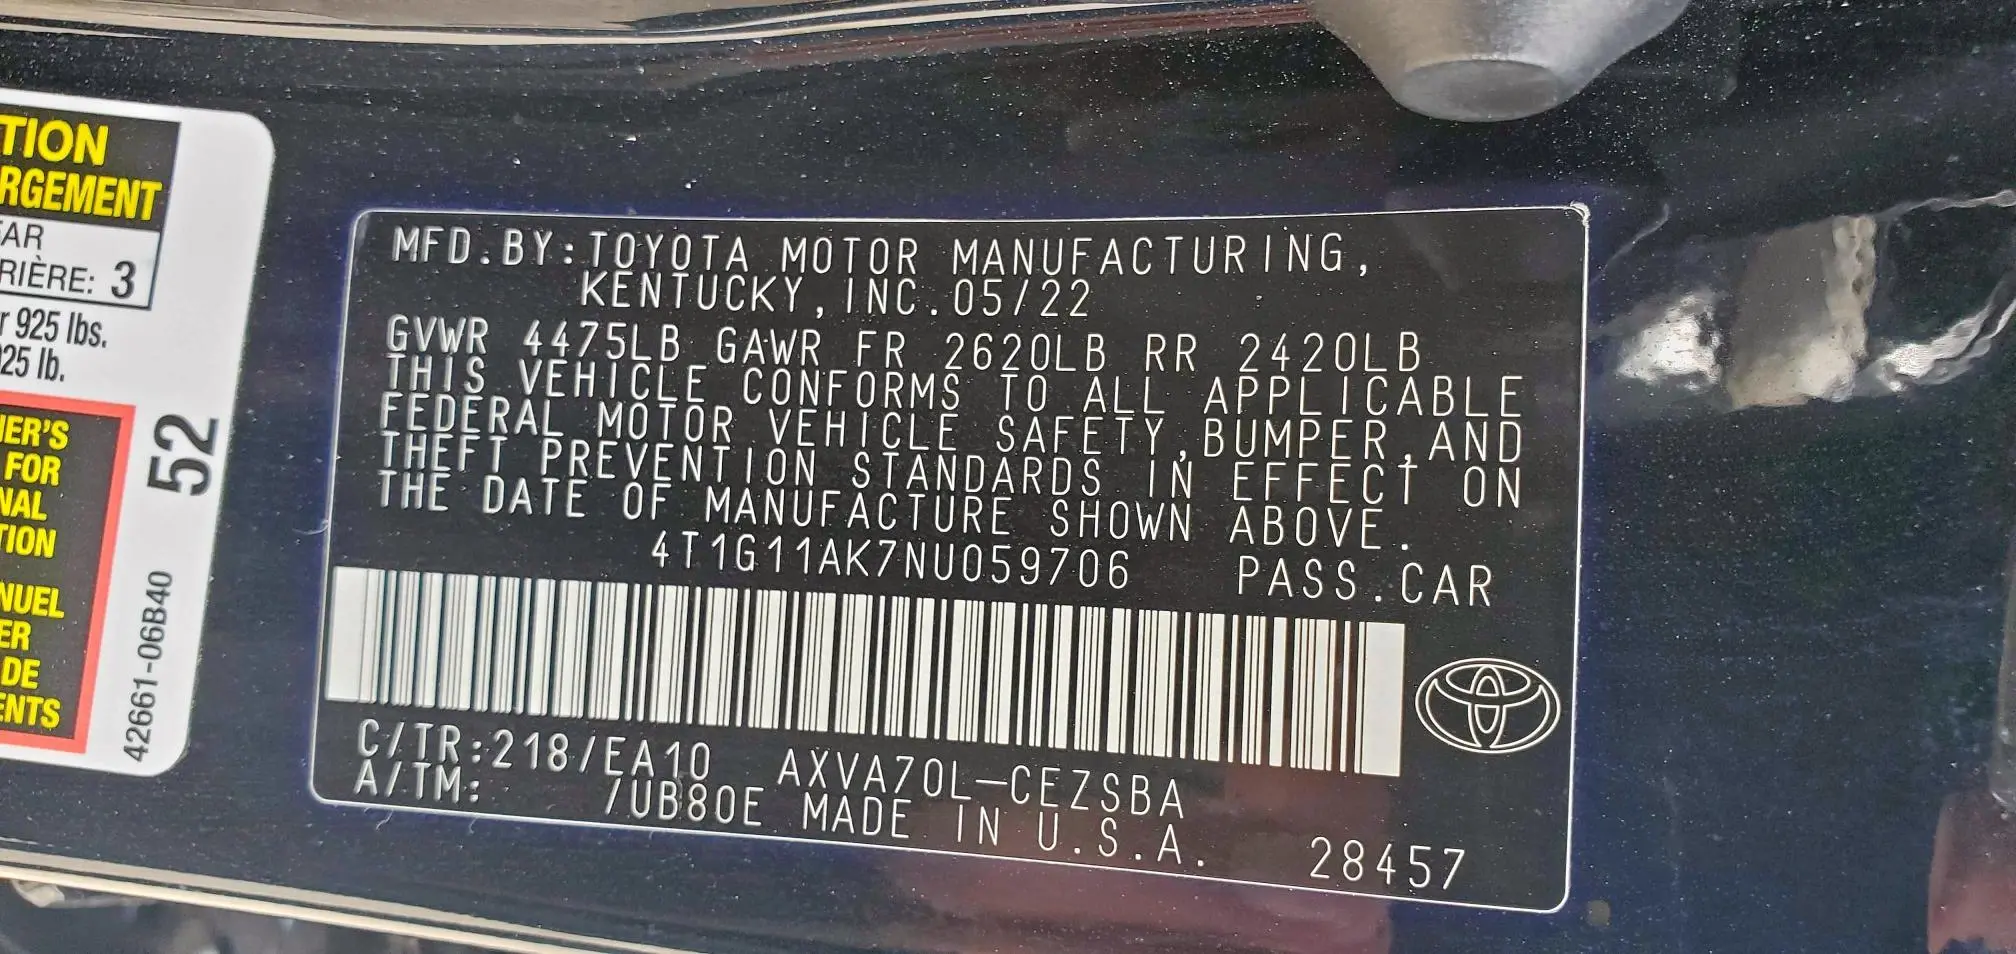 TION
RGEMENT
AR
RIÈRE: 3
r 925 lbs.
25 lb.
IER'S
FOR
NAL
TION
NUEL
ER
DE
ENTS
52
42661-06B40
MFD.BY:TOYOTA MOTOR MANUFACTURING,
KENTUCKY,INC.05/22
GVWR 4475LB GAWR FR 2620LB RR 2420LB
THIS VEHICLE CONFORMS TO ALL APPLICABLE
FEDERAL MOTOR VEHICLE SAFETY,BUMPER,AND
THEFT PREVENTION STANDARDS IN EFFECT ON
THE DATE OF MANUFACTURE SHOWN ABOVE.
4T1G11AK7NU059706 PASS.CAR
C/TR:218/EA10 AXVA70L-CEZSBA
A/TM: /UB80E MADE IN U.S.A. 28457